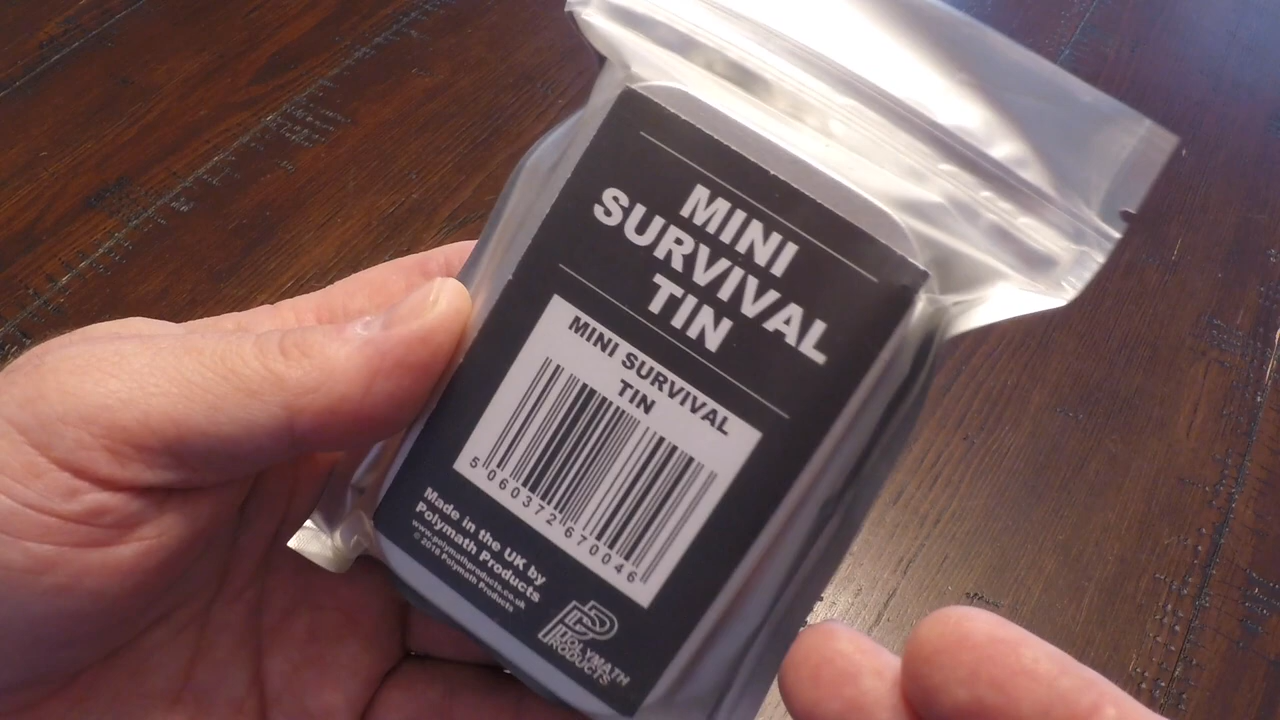 MINI
SURVIVAL
TIN
MINI SURVIVAL
TIN
5 060372 670046
Made in the UK by
Polymath Products
www.polymathproducts.co.uk
© 2018 Polymath Products
POLYMATH
PRODUCTS